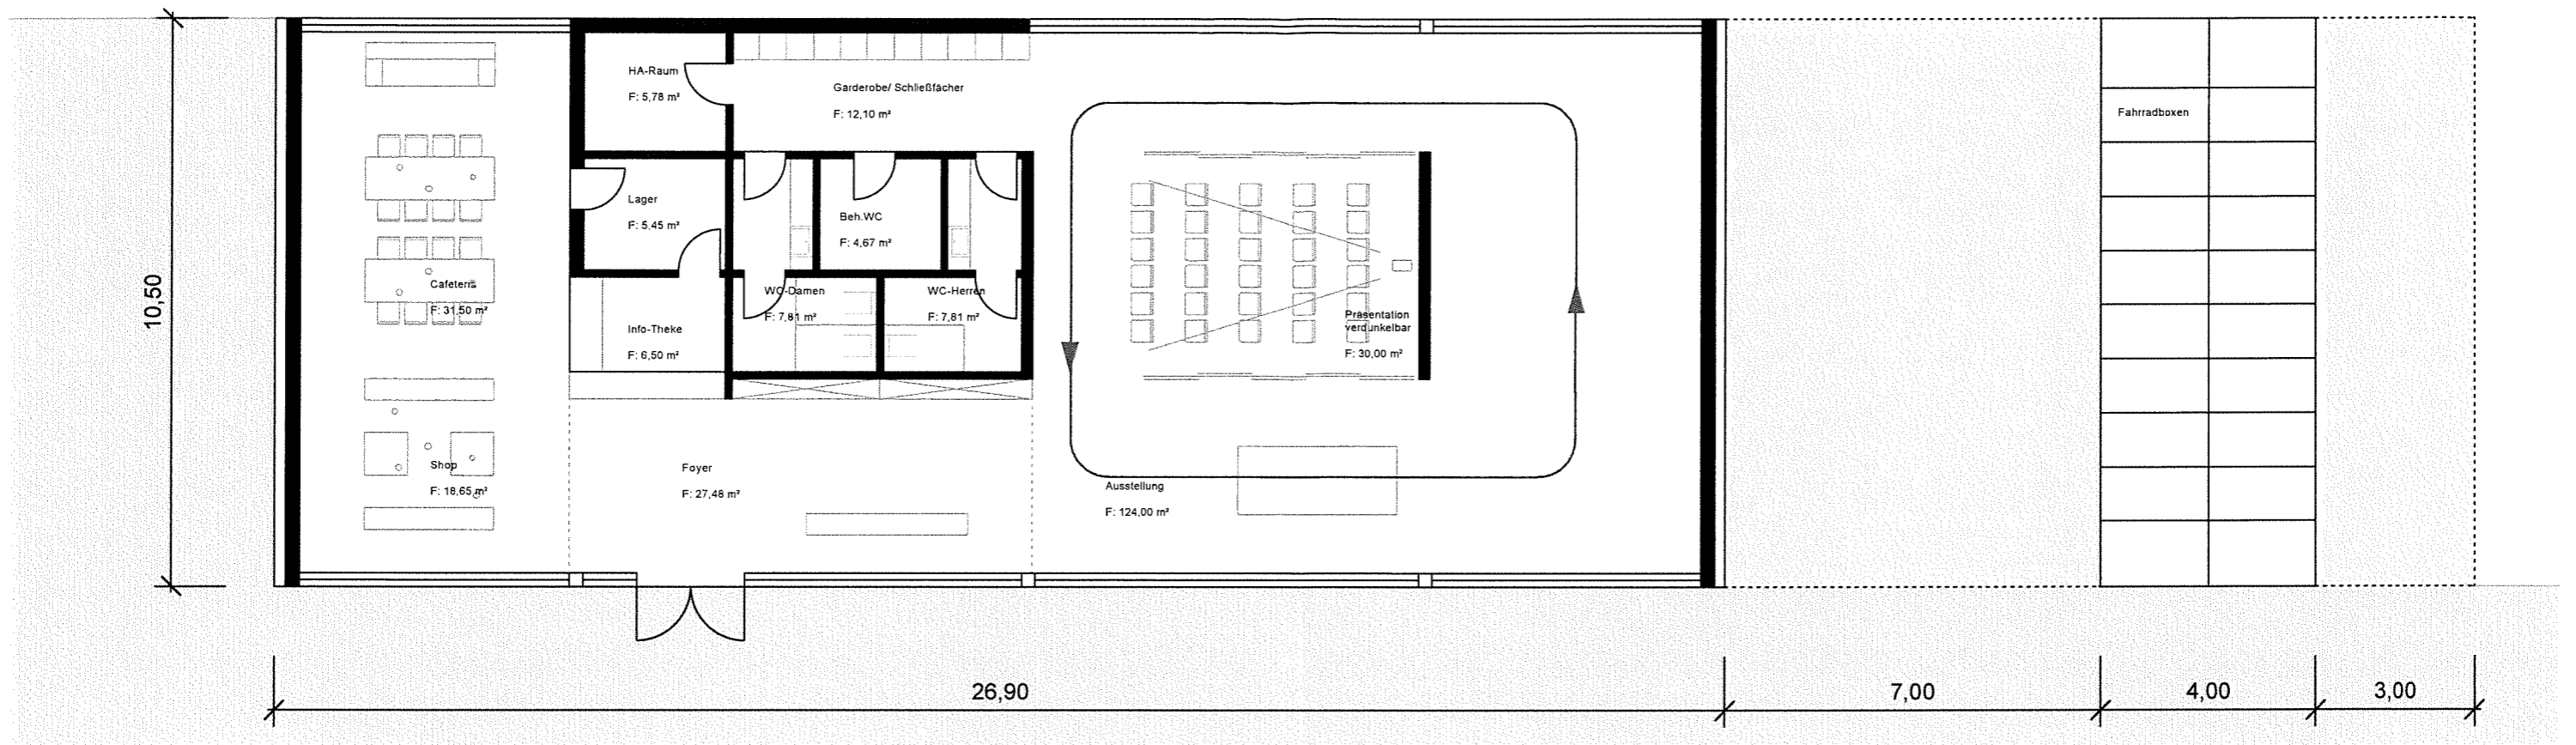 HA-Raum
F: 5,78 m²
Garderobe/ Schließfächer
F: 12,10 m²
Fahrradboxen
Lager
F: 5,45 m²
Beh.WC
F: 4,67 m²
Cafeteria
F: 31,50 m²
WC-Damen
F: 7,81 m²
WC-Herren
F: 7,81 m²
Info-Theke
F: 6,50 m²
Präsentation
verdunkelbar
F: 30,00 m²
Shop
F: 18,65 m²
Foyer
F: 27,48 m²
Ausstellung
F: 124,00 m²
10,50
26,90
7,00
4,00
3,00